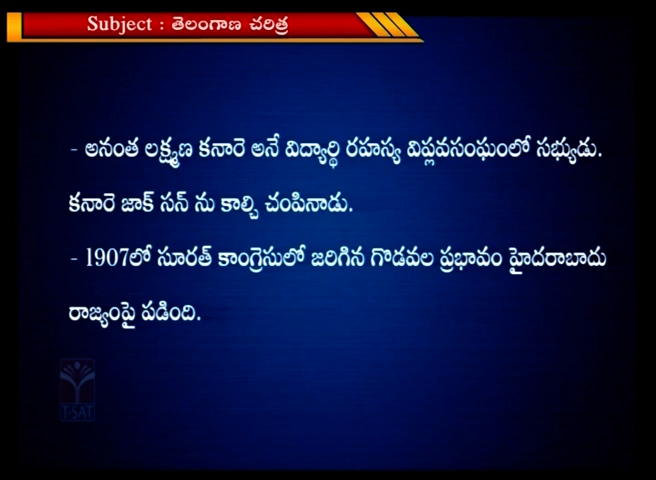 Subject : తెలంగాణ చరిత్ర
- అనంత లక్ష్మణ కనారె అనే విద్యార్థి రహస్య విప్లవసంఘంలో సభ్యుడు.
కనారె జాక్ సన్ ను కాల్చి చంపినాడు.
- 1907లో సూరత్ కాంగ్రెసులో జరిగిన గొడవల ప్రభావం హైదరాబాదు
రాజ్యంపై పడింది.
T-SAT